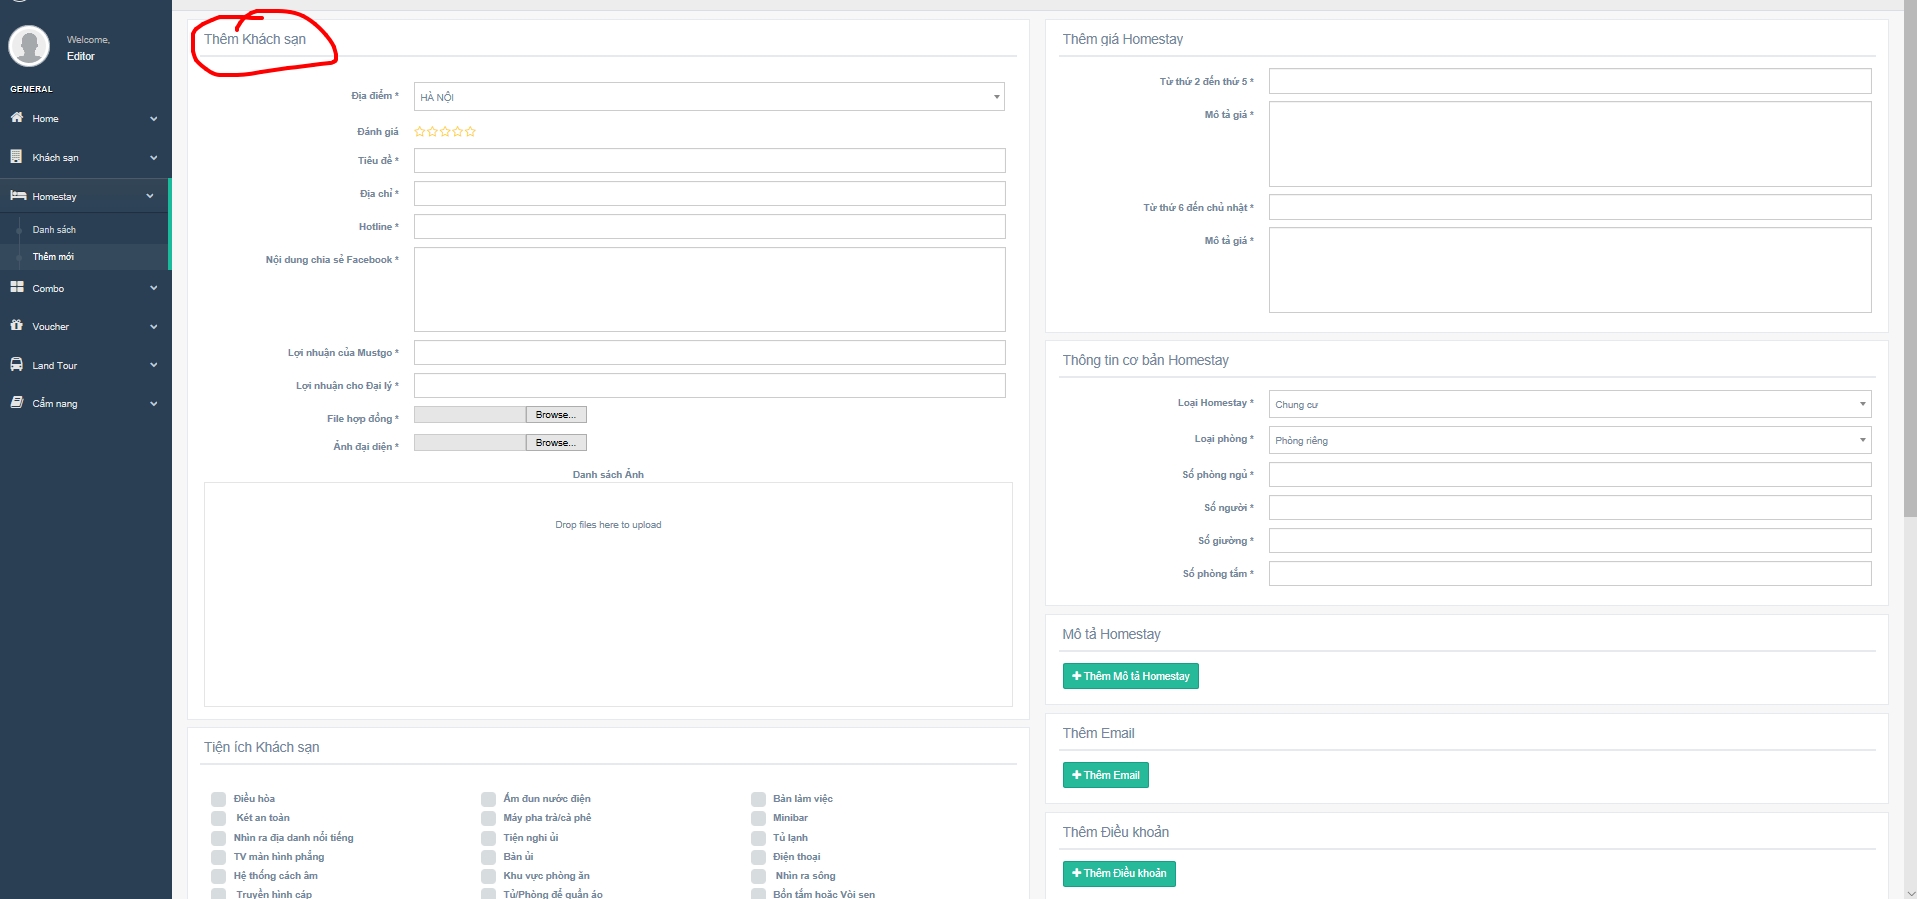 Welcome,
Editor
GENERAL
Home
Khách sạn
Homestay
Danh sách
Thêm mới
Combo
Voucher
Land Tour
Cẩm nang
Thêm Khách sạn
Địa điểm *
HÀ NỘI
Đánh giá
Tiêu đề *
Địa chỉ *
Hotline *
Nội dung chia sẻ Facebook *
Lợi nhuận của Mustgo *
Lợi nhuận cho Đại lý *
File hợp đồng *
Browse...
Ảnh đại diện *
Browse...
Danh sách Ảnh
Drop files here to upload
Tiện ích Khách sạn
Điều hòa
Ấm đun nước điện
Bàn làm việc
Két an toàn
Máy pha trà/cà phê
Minibar
Nhìn ra địa danh nổi tiếng
Tiện nghi ủi
Tủ lạnh
TV màn hình phẳng
Bàn ủi
Điện thoại
Hệ thống cách âm
Khu vực phòng ăn
Nhìn ra sông
Truyền hình cáp
Tủ/Phòng để quần áo
Bồn tắm hoặc Vòi sen
Thêm giá Homestay
Từ thứ 2 đến thứ 5 *
Mô tả giá *
Từ thứ 6 đến chủ nhật *
Mô tả giá *
Thông tin cơ bản Homestay
Loại Homestay *
Chung cư
Loại phòng *
Phòng riêng
Số phòng ngủ *
Số người *
Số giường *
Số phòng tắm *
Mô tả Homestay
Thêm Mô tả Homestay
Thêm Email
Thêm Email
Thêm Điều khoản
Thêm Điều khoản